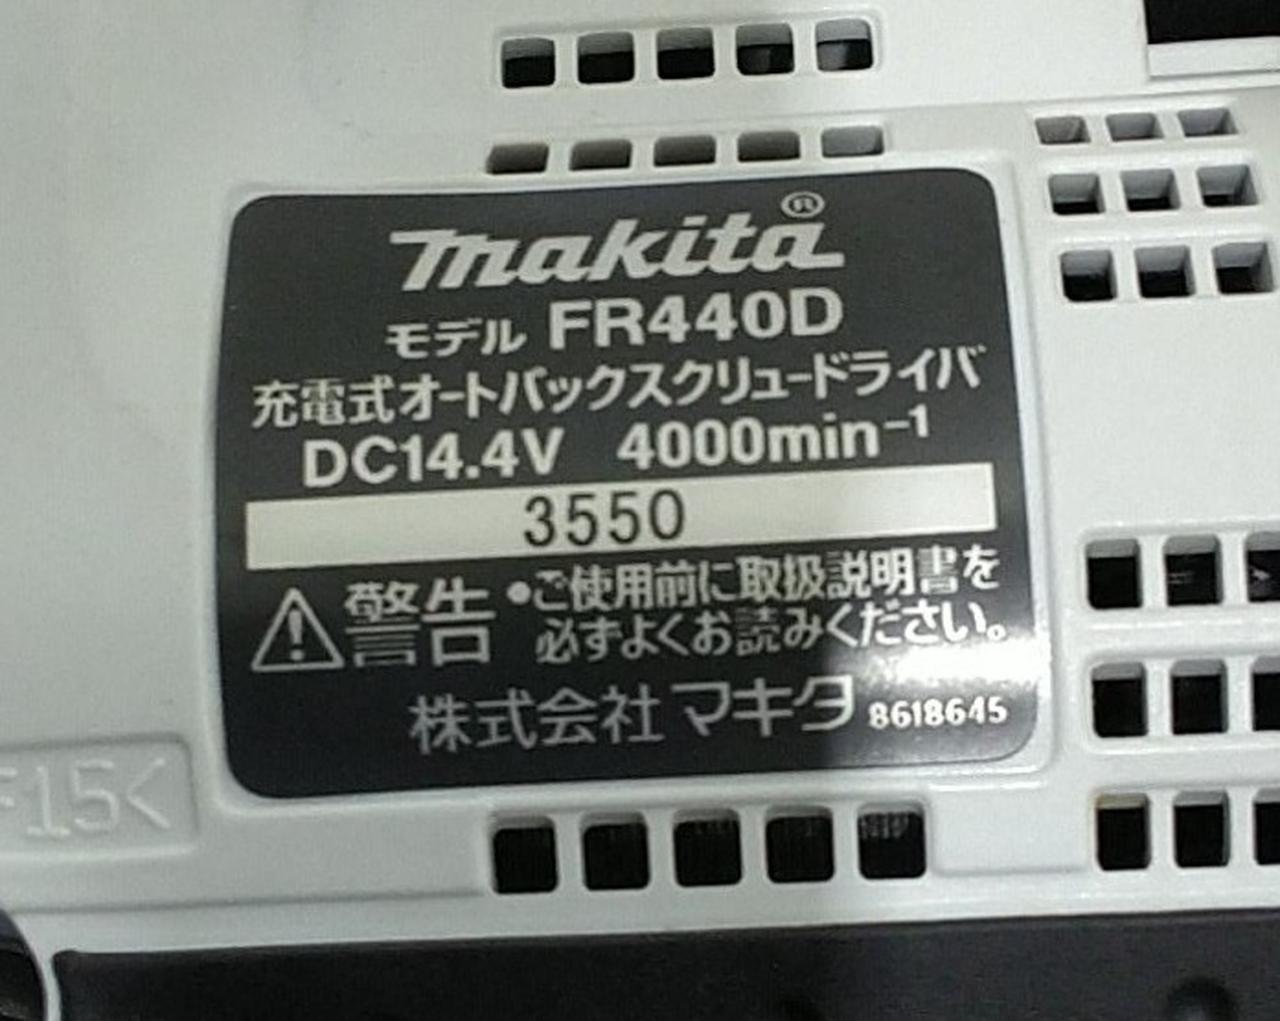 makita®
モデル FR440D
充電式オートパックスクリュードライバ
DC14.4V 4000min-1
3550
警告 •ご使用前に取扱説明書を
必ずよくお読みください。
株式会社マキタ 8618645
F15<